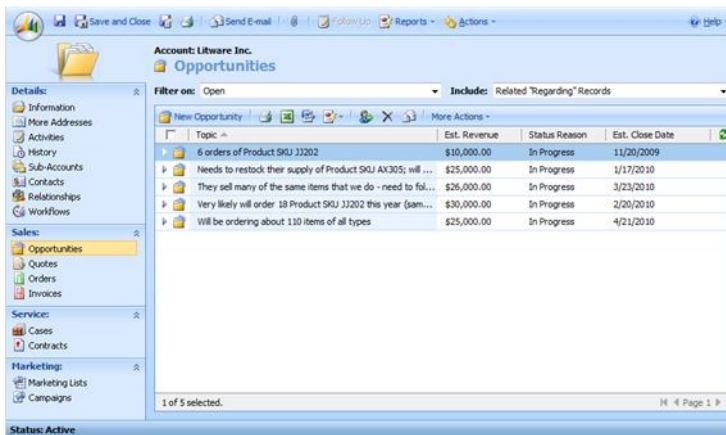 Save and Close
Send E-mail
Follow Up
Reports
Actions
Help
Account: Litware Inc.
Opportunities
Details:
Information
More Addresses
Activities
History
Sub-Accounts
Contacts
Relationships
Workflows
Sales:
Opportunities
Quotes
Orders
Invoices
Service:
Cases
Contracts
Marketing:
Marketing Lists
Campaigns
Filter on: Open
Include: Related "Regarding" Records
New Opportunity
More Actions
Topic Est. Revenue Status Reason Est. Close Date
6 orders of Product SKU JJ202 $10,000.00 In Progress 11/20/2009
Needs to restock their supply of Product SKU AX305; will ... $25,000.00 In Progress 1/17/2010
They sell many of the same items that we do - need to fol... $26,000.00 In Progress 3/23/2010
Very likely will order 18 Product SKU JJ202 this year (sam... $30,000.00 In Progress 2/20/2010
Will be ordering about 110 items of all types $25,000.00 In Progress 4/21/2010
1 of 5 selected.
Page 1
Status: Active